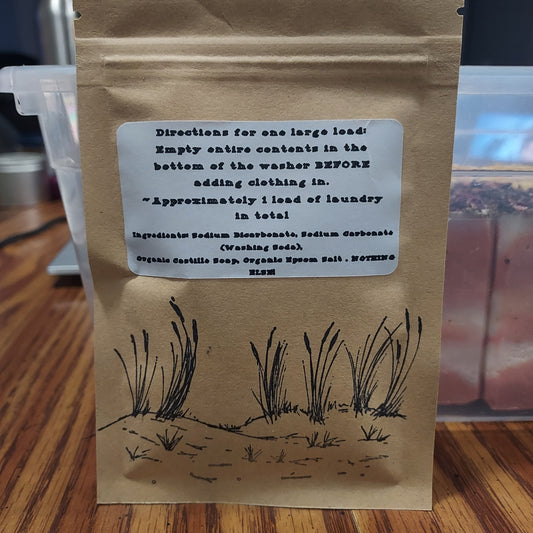 Directions for one large load:
Empty entire contents in the
bottom of the washer BEFORE
adding clothing in.
~Approximately 1 load of laundry
in total
Ingredients: Sodium Bicarbonate, Sodium Carbonate
(Washing Soda),
Organic Castille Soap, Organic Epsom Salt , NOTHING
ELSE!